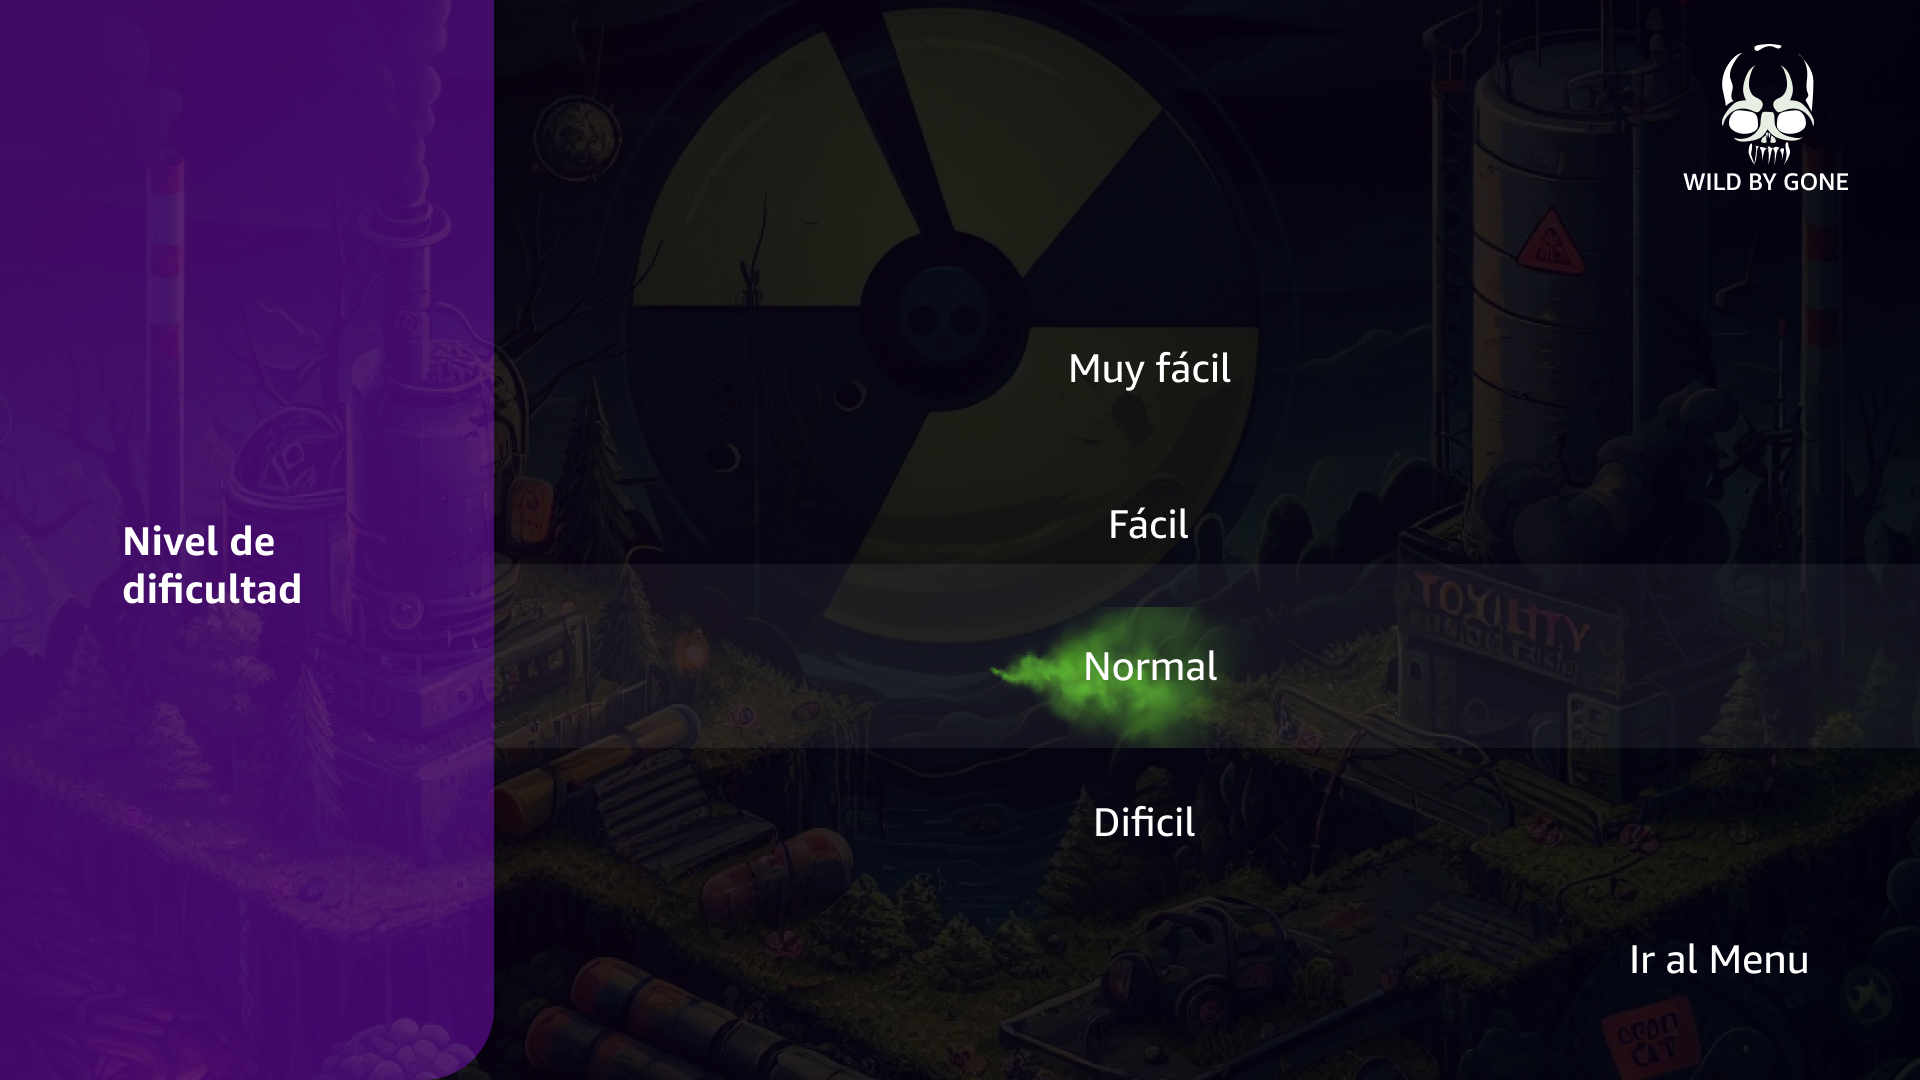 WILD BY GONE
Muy fácil
Fácil
Nivel de
dificultad
Normal
Dificil
Ir al Menu